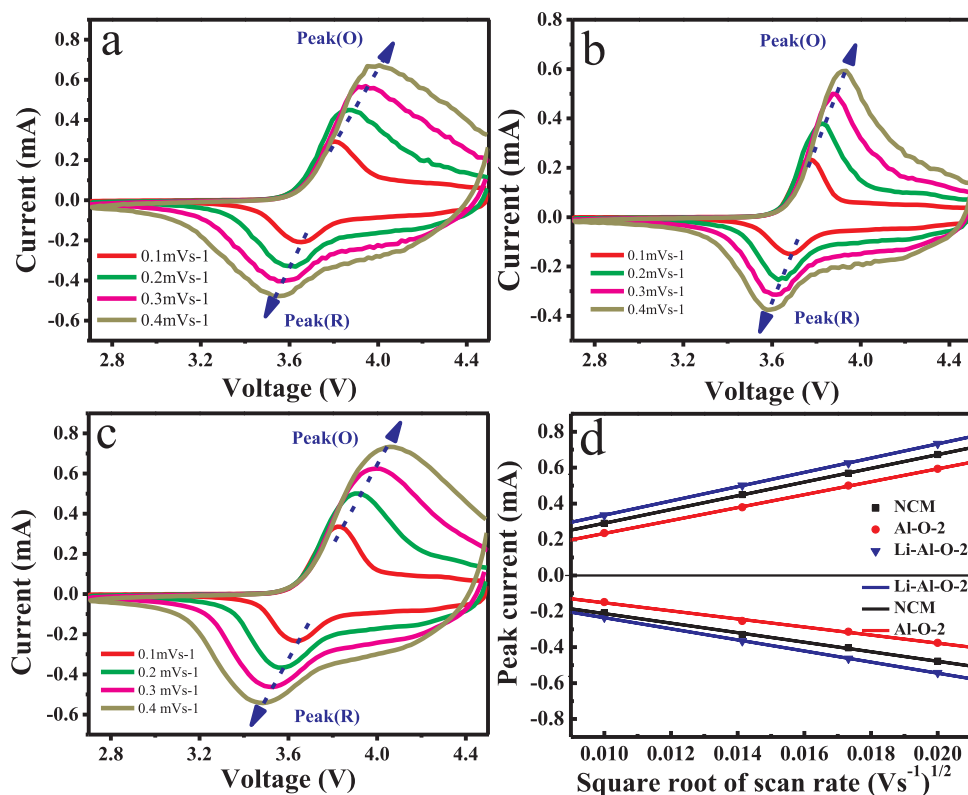 a
Peak(O)
Peak(R)
0.1mVs-1
0.2mVs-1
0.3mVs-1
0.4mVs-1
Current (mA)
0.8
0.6
0.4
0.2
0.0
-0.2
-0.4
-0.6
2.8 3.2 3.6 4.0 4.4
Voltage (V)
b
Peak(O)
Peak(R)
0.1mVs-1
0.2mVs-1
0.3mVs-1
0.4mVs-1
Current (mA)
0.8
0.6
0.4
0.2
0.0
-0.2
-0.4
2.8 3.2 3.6 4.0 4.4
Voltage (V)
c
Peak(O)
Peak(R)
0.1mVs-1
0.2 mVs-1
0.3 mVs-1
0.4 mVs-1
Current (mA)
0.8
0.6
0.4
0.2
0.0
-0.2
-0.4
-0.6
2.8 3.2 3.6 4.0 4.4
Voltage (V)
d
NCM
Al-O-2
Li-Al-O-2
Li-Al-O-2
NCM
Al-O-2
Peak current (mA)
0.8
0.6
0.4
0.2
0.0
-0.2
-0.4
-0.6
-0.8
0.010 0.012 0.014 0.016 0.018 0.020
Square root of scan rate (Vs⁻¹)¹/²